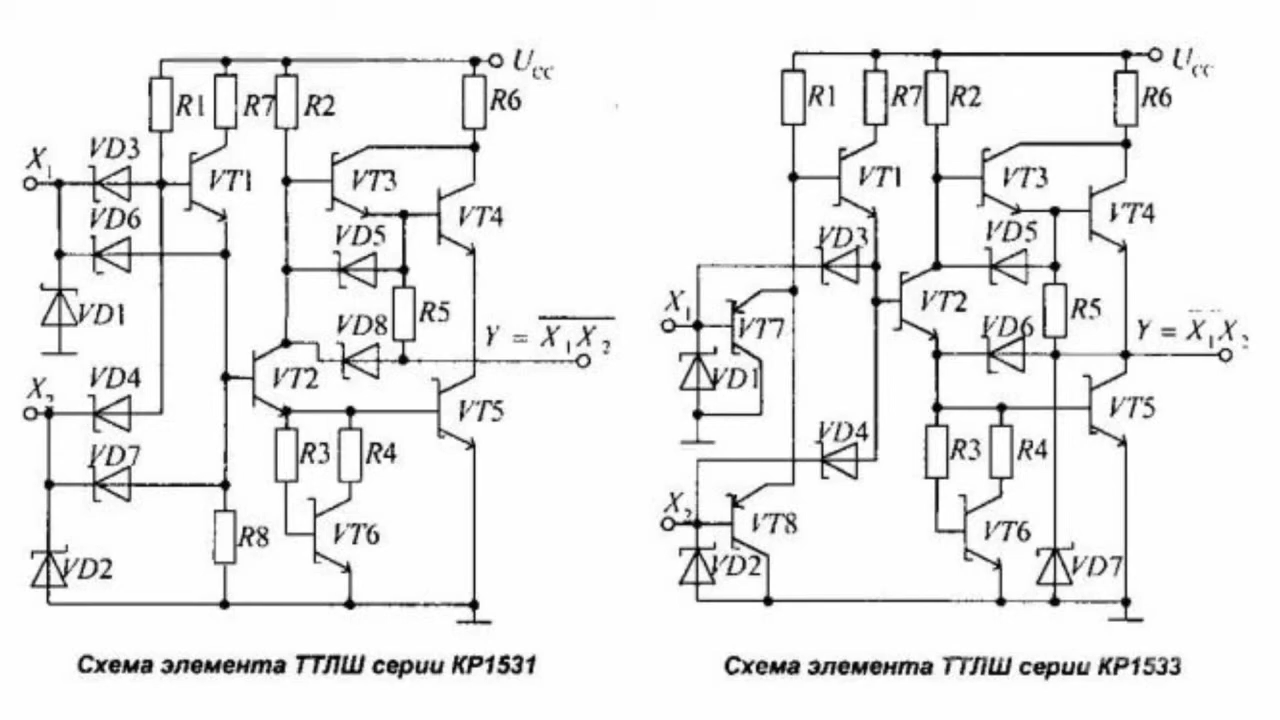 U cc
R1 R7 R2 R6
X1 VD3 VT1 VT3 VT4
VD6 VD5
VD1 R5
VD8 Y = X1X2
VD4 VT2 VT5
VD7 R3 R4
R8 VT6
VD2
Схема элемента ТТЛШ серии КР1531
U cc
R1 R7 R2 R6
VT1 VT3 VT4
VD3 VD5
X1 VT7 VT2 R5
VD1 VD6 Y = X1X2
VD4 VT5
R3 R4
X2 VT8 VT6
VD2 VD7
Схема элемента ТТЛШ серии КР1533